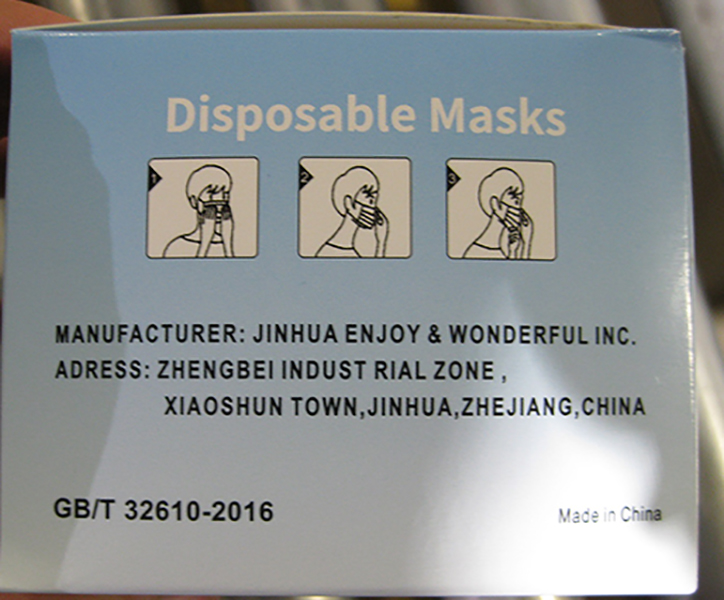 Disposable Masks
1 2 3
MANUFACTURER: JINHUA ENJOY & WONDERFUL INC.
ADRESS: ZHENGBEI INDUST RIAL ZONE ,
XIAOSHUN TOWN,JINHUA,ZHEJIANG,CHINA
GB/T 32610-2016
Made in China